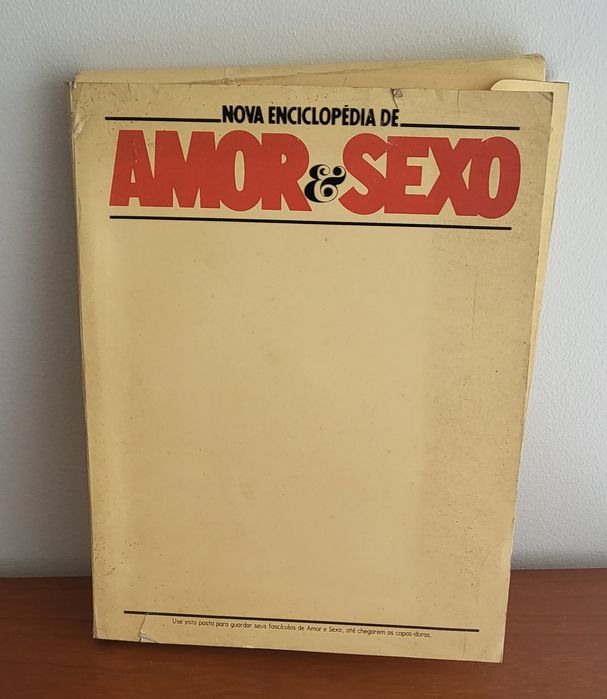 NOVA ENCICLOPÉDIA DE
AMOR & SEXO
Use esta pasta para guardar seus fascículos de Amor e Sexo, até chegarem as capas-duras.